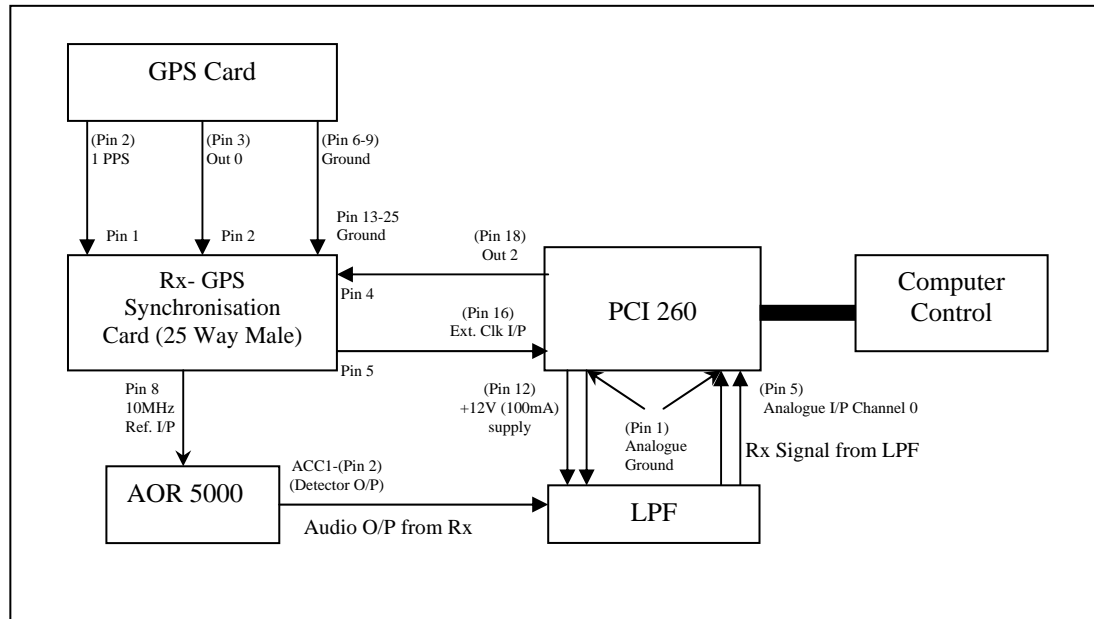 GPS Card
(Pin 2)
1 PPS
(Pin 3)
Out 0
(Pin 6-9)
Ground
Pin 1
Pin 2
Pin 13-25
Ground
Rx- GPS
Synchronisation
Card (25 Way Male)
(Pin 18)
Out 2
Pin 4
(Pin 16)
Ext. Clk I/P
Pin 5
PCI 260
Computer
Control
Pin 8
10MHz
Ref. I/P
(Pin 12)
+12V (100mA)
supply
(Pin 1)
Analogue
Ground
(Pin 5)
Analogue I/P Channel 0
Rx Signal from LPF
AOR 5000
ACC1-(Pin 2)
(Detector O/P)
Audio O/P from Rx
LPF